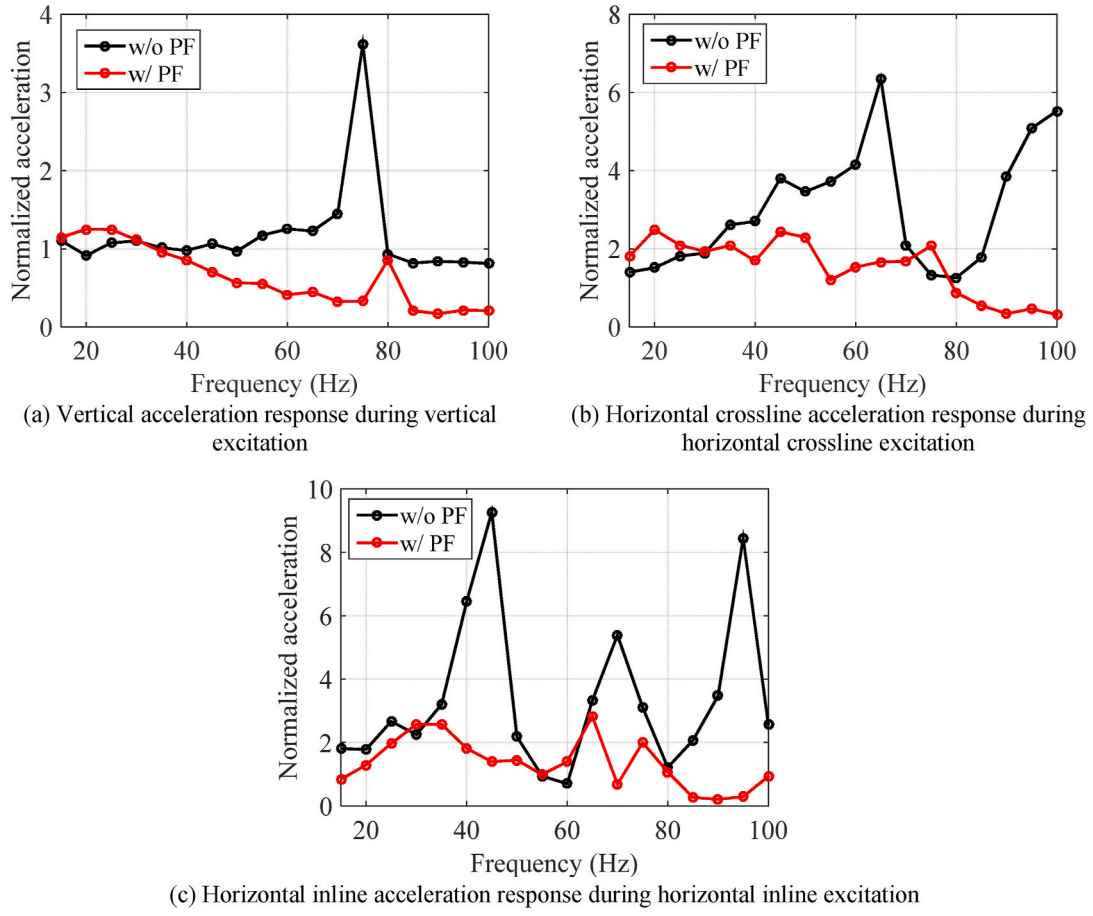 4
3
2
1
0
Normalized acceleration
w/o PF
w/ PF
20 40 60 80 100
Frequency (Hz)
(a) Vertical acceleration response during vertical
excitation
8
6
4
2
0
Normalized acceleration
w/o PF
w/ PF
20 40 60 80 100
Frequency (Hz)
(b) Horizontal crossline acceleration response during
horizontal crossline excitation
10
8
6
4
2
0
Normalized acceleration
w/o PF
w/ PF
20 40 60 80 100
Frequency (Hz)
(c) Horizontal inline acceleration response during horizontal inline excitation